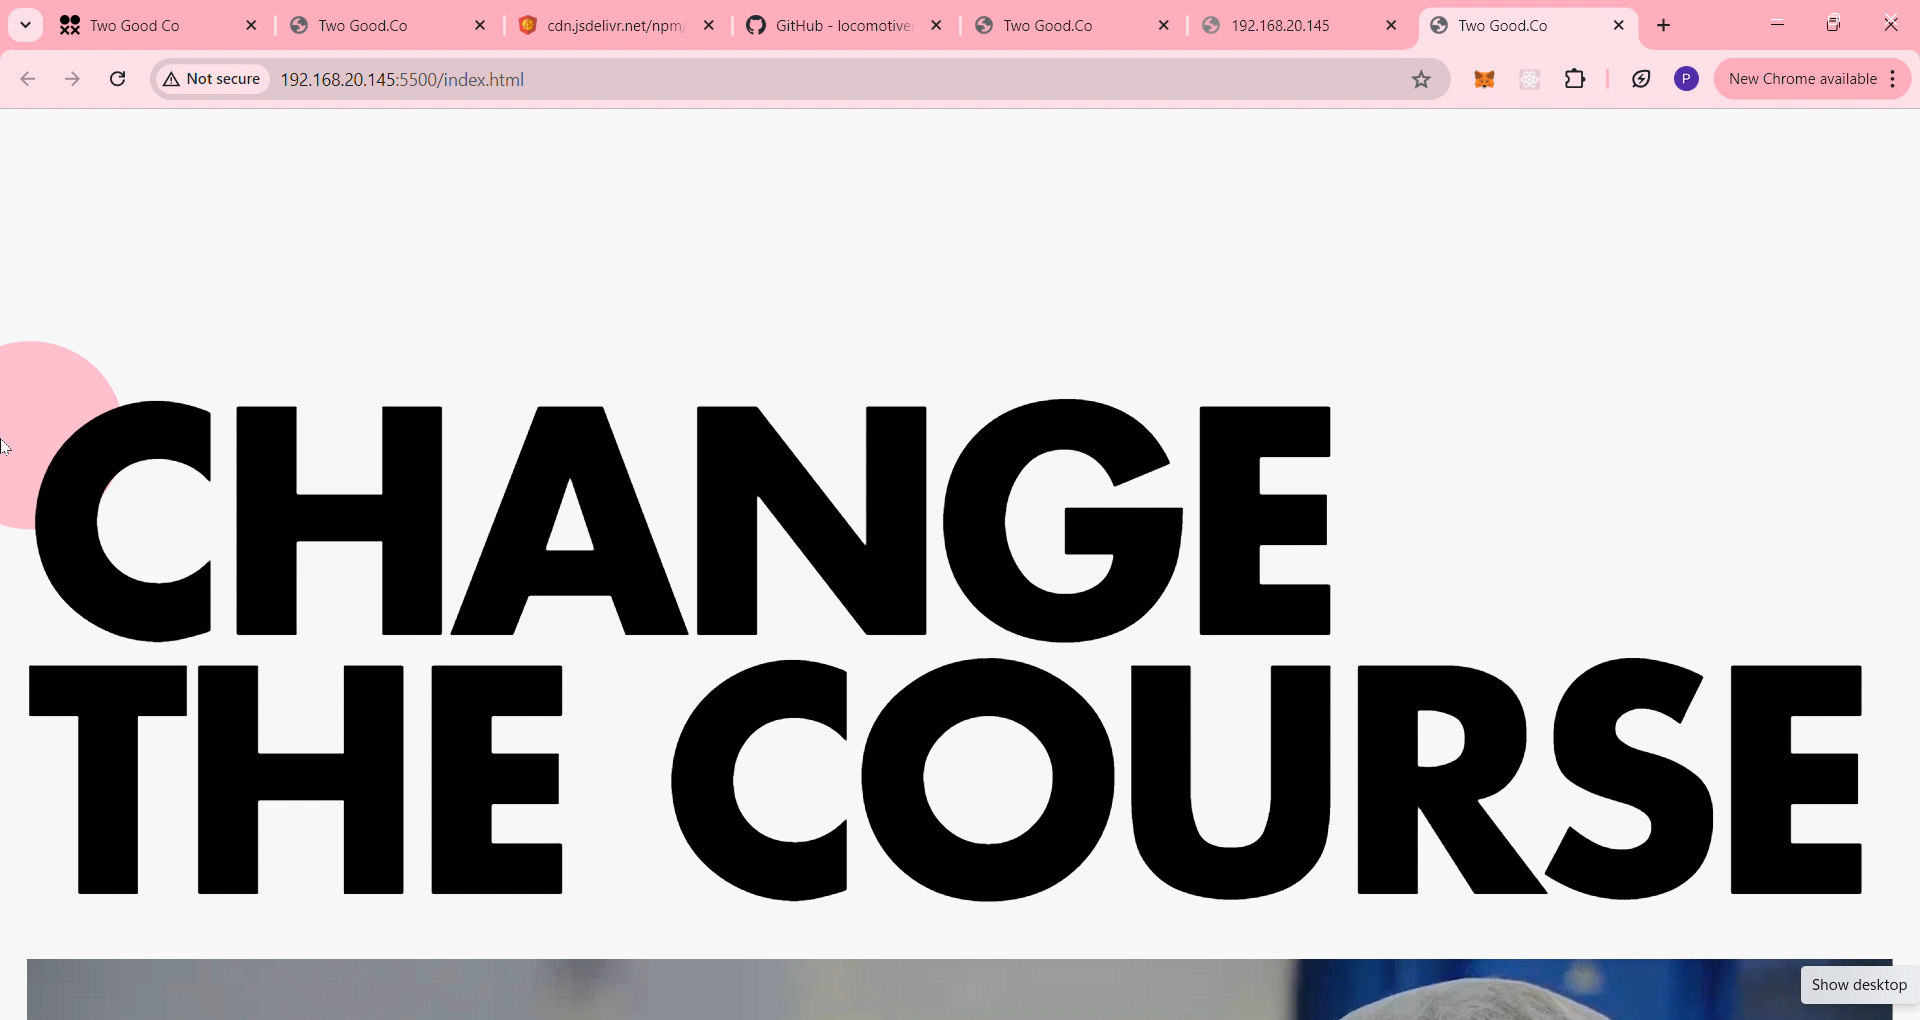 Two Good Co
Two Good.Co
cdn.jsdelivr.net/npm/
GitHub - locomotive
Two Good.Co
192.168.20.145
Two Good.Co
Not secure
192.168.20.145:5500/index.html
P
New Chrome available
CHANGE
THE COURSE
Show desktop